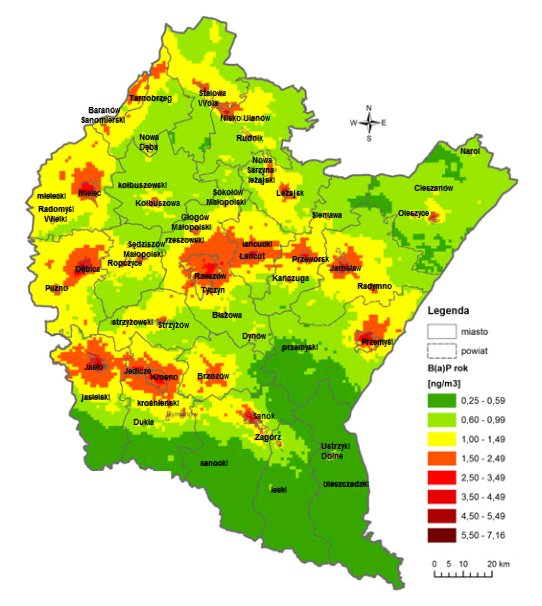 Tarnobrzeg
Stalowa
Wola
Baranów
Sanomierski
Nisko Ulanów
Rudnik
Nowa
Dęba
N
W E
S
Narol
Nowa
Sarzyna
leżajski
Leżajsk
Cieszanów
Oleszyce
mielecki
Mielec
Radomyśl
Wielki
kolbuszowski
Kolbuszowa
Sokołów
Małopolski
Głogów
Małopolski
Sieniawa
Sędziszów
Małopolski
rzeszowski
łańcucki
Łańcut
Ropczyce
Dębica
Pilzno
Rzeszów
Tyczyn
Przeworsk
Jarosław
Kańczuga
Radymno
Błażowa
strzyżowski
Strzyżów
Dynów
przemyski
Przemyśl
Jasło
Jedlicze
Krosno
Brzozów
jasielski
krośnieński
Rymanów
Dukla
Sanok
Zagórz
sanocki
Ustrzyki
Dolne
leski
bieszczadzki
Legenda
miasto
powiat
B(a)P rok
[ng/m3]
0,25 - 0,59
0,60 - 0,99
1,00 - 1,49
1,50 - 2,49
2,50 - 3,49
3,50 - 4,49
4,50 - 5,49
5,50 - 7,16
0 5 10 20 km